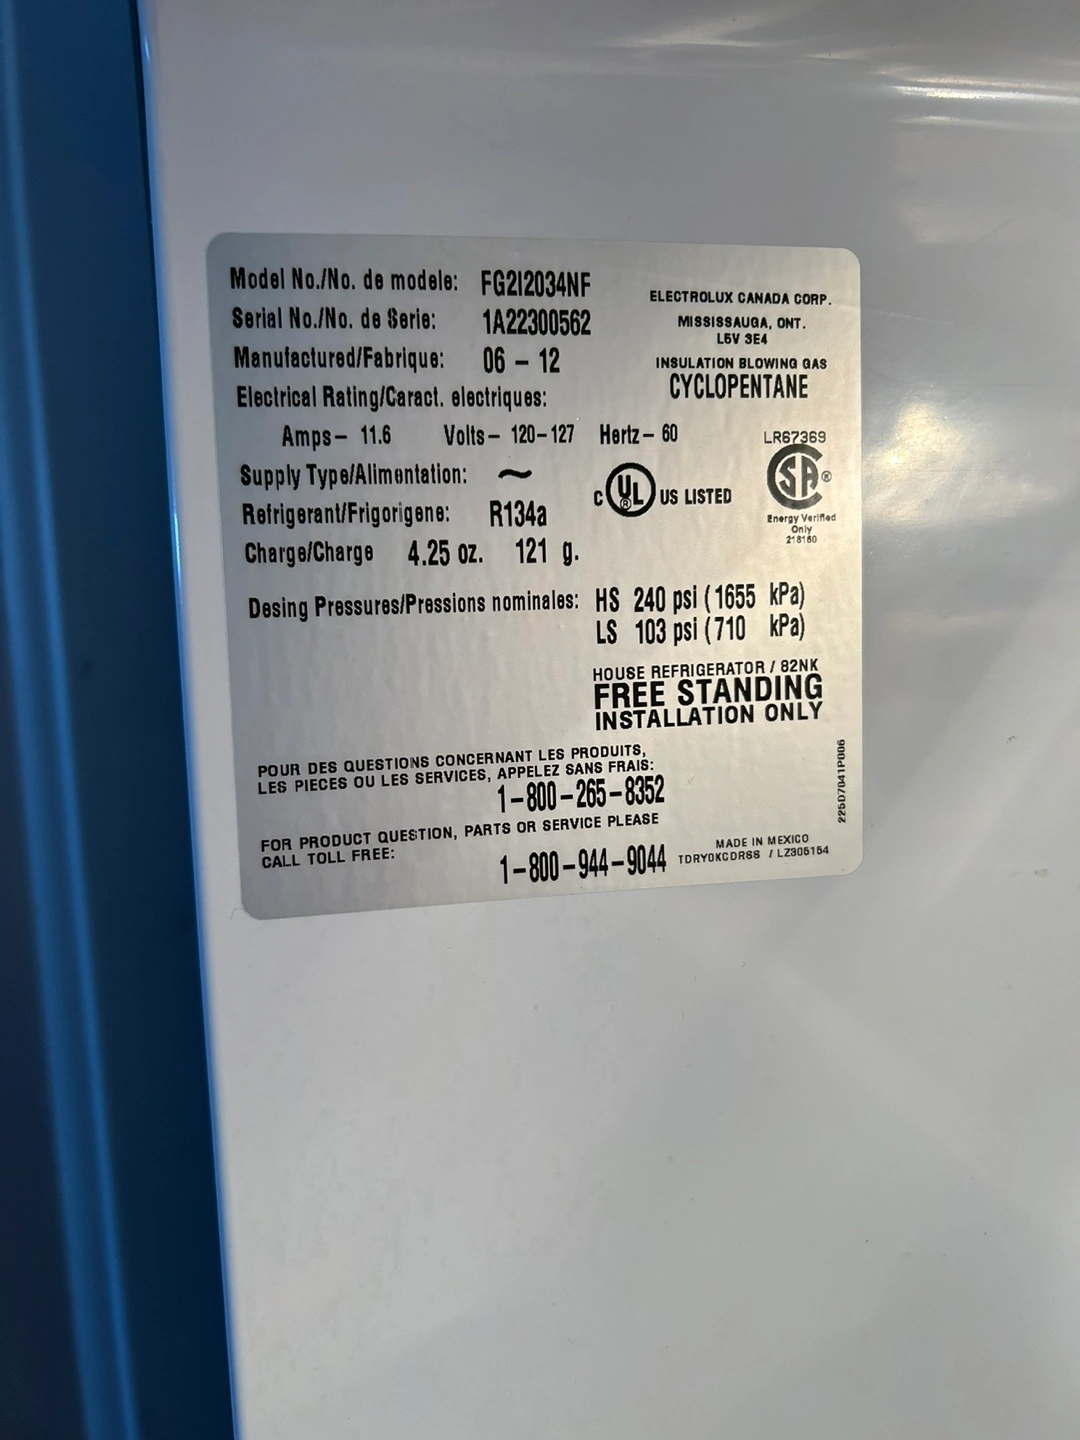 Model No./No. de modele: FG2I2034NF
Serial No./No. de Serie: 1A22300562
Manufactured/Fabrique: 06 – 12
Electrical Rating/Caract. electriques:
Amps– 11.6 Volts– 120–127 Hertz– 60
Supply Type/Alimentation: ~
Refrigerant/Frigorigene: R134a
Charge/Charge 4.25 oz. 121 g.
ELECTROLUX CANADA CORP.
MISSISSAUGA, ONT.
L5V 3E4
INSULATION BLOWING GAS
CYCLOPENTANE
C UL ® US LISTED
LR67369
SA ®
Energy Verified
Only
218160
Desing Pressures/Pressions nominales: HS 240 psi (1655 kPa)
LS 103 psi (710 kPa)
HOUSE REFRIGERATOR / 82NK
FREE STANDING
INSTALLATION ONLY
POUR DES QUESTIONS CONCERNANT LES PRODUITS,
LES PIECES OU LES SERVICES, APPELEZ SANS FRAIS:
1–800–265–8352
FOR PRODUCT QUESTION, PARTS OR SERVICE PLEASE
CALL TOLL FREE:
1–800–944–9044
MADE IN MEXICO
TDRY0KCDRSS / LZ305154
225D7041P006